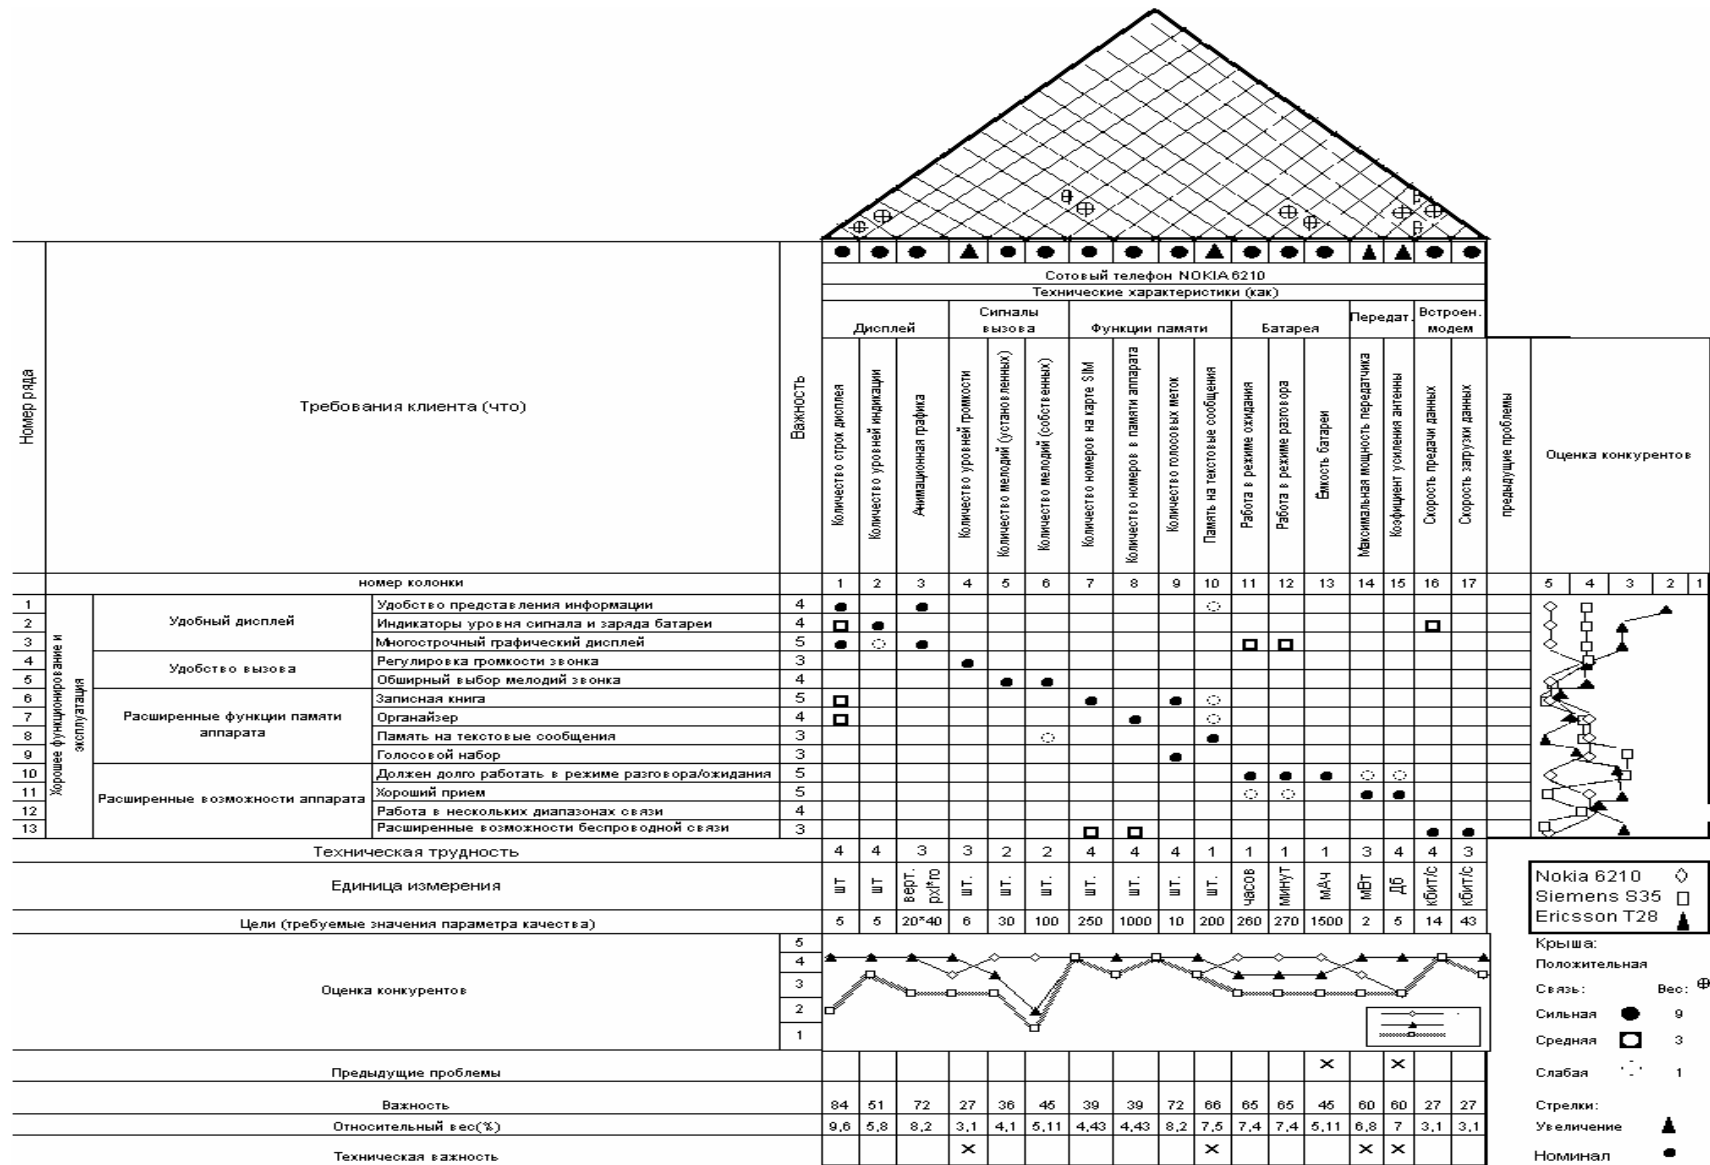 Сотовый телефон NOKIA 6210
Технические характеристики (как)
Дисплей
Сигналы вызова
Функции памяти
Батарея
Передат.
Встроен. модем
Номер ряда
Требования клиента (что)
Важность
Количество строк дисплея
Количество уровней индикации
Анимационная графика
Количество уровней громкости
Количество мелодий (установленных)
Количество мелодий (собственных)
Количество номеров на карте SIM
Количество номеров в памяти аппарата
Количество голосовых меток
Память на текстовые сообщения
Работа в режиме ожидания
Работа в режиме разговора
Ёмкость батареи
Максимальная мощность передатчика
Коэфициент усиления антенны
Скорость предачи данных
Скорость загрузки данных
предыдущие проблемы
Оценка конкурентов
номер колонки 1 2 3 4 5 6 7 8 9 10 11 12 13 14 15 16 17 5 4 3 2 1
Хорошее функционирование и эксплуатация
Удобный дисплей
1 Удобство представления информации 4
2 Индикаторы уровня сигнала и заряда батареи 4
3 Многострочный графический дисплей 5
Удобство вызова
4 Регулировка громкости звонка 3
5 Обширный выбор мелодий звонка 4
Расширенные функции памяти аппарата
6 Записная книга 5
7 Органайзер 4
8 Память на текстовые сообщения 3
9 Голосовой набор 3
Расширенные возможности аппарата
10 Должен долго работать в режиме разговора/ожидания 5
11 Хороший прием 5
12 Работа в нескольких диапазонах связи 4
13 Расширенные возможности беспроводной связи 3
Техническая трудность 4 4 3 3 2 2 4 4 4 1 1 1 1 3 4 4 3
Единица измерения шт шт верт. pxl*го шт. шт. шт. шт. шт. шт. шт. часов минут мАч мВт Дб кбит/с кбит/с
Цели (требуемые значения параметра качества) 5 5 20*40 6 30 100 250 1000 10 200 260 270 1500 2 5 14 43
Оценка конкурентов
5
4
3
2
1
Предыдущие проблемы × ×
Важность 84 51 72 27 36 45 39 39 72 66 65 65 45 60 60 27 27
Относительный вес(%) 9,6 5,8 8,2 3,1 4,1 5,11 4,43 4,43 8,2 7,5 7,4 7,4 5,11 6,8 7 3,1 3,1
Техническая важность × × × ×
Nokia 6210
Siemens S35
Ericsson T28
Крыша:
Положительная
Связь: Вес:
Сильная 9
Средняя 3
Слабая 1
Стрелки:
Увеличение
Номинал